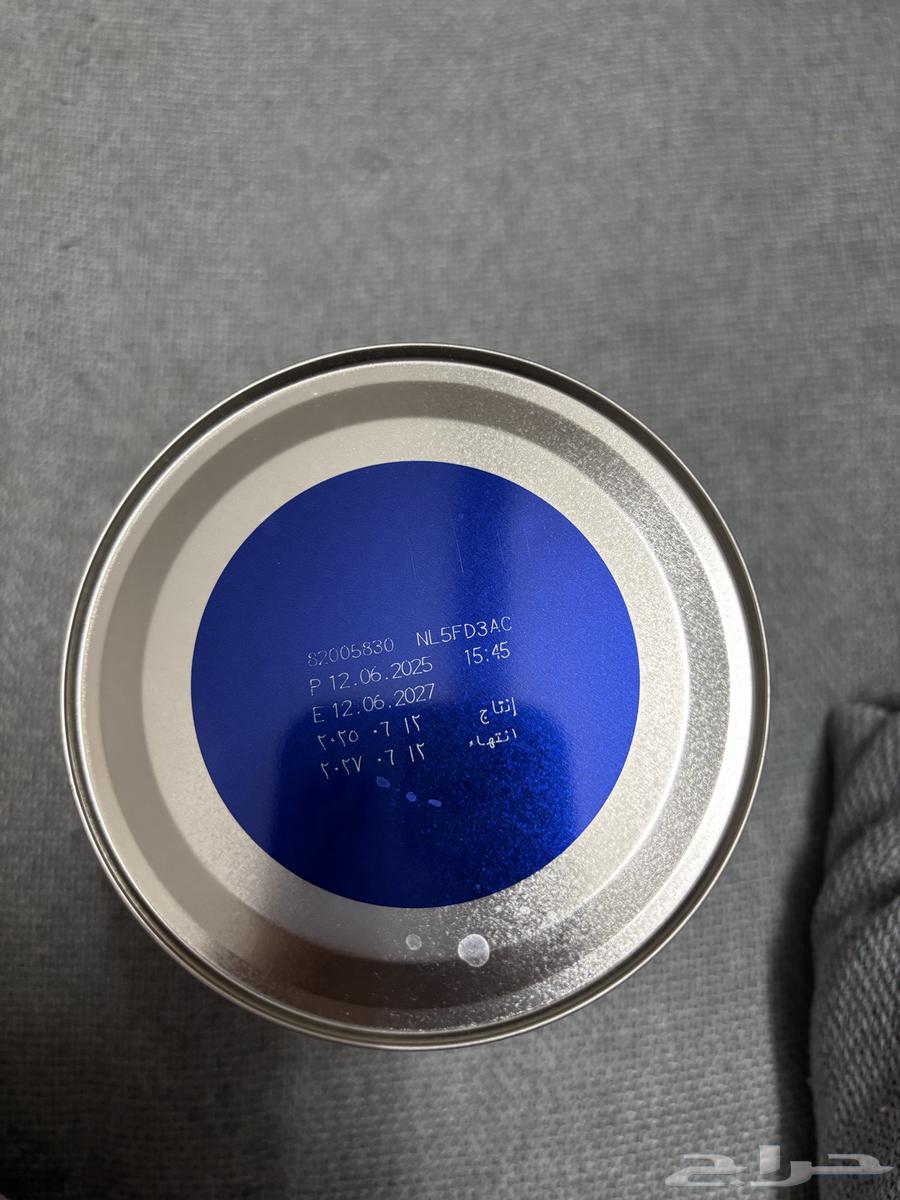 82005830 NL5FD3AC
P 12.06.2025 15:45
E 12.06.2027
إنتاج ١٢ ٠٦ ٢٠٢٥
انتهاء ١٢ ٠٦ ٢٠٢٧
حراج